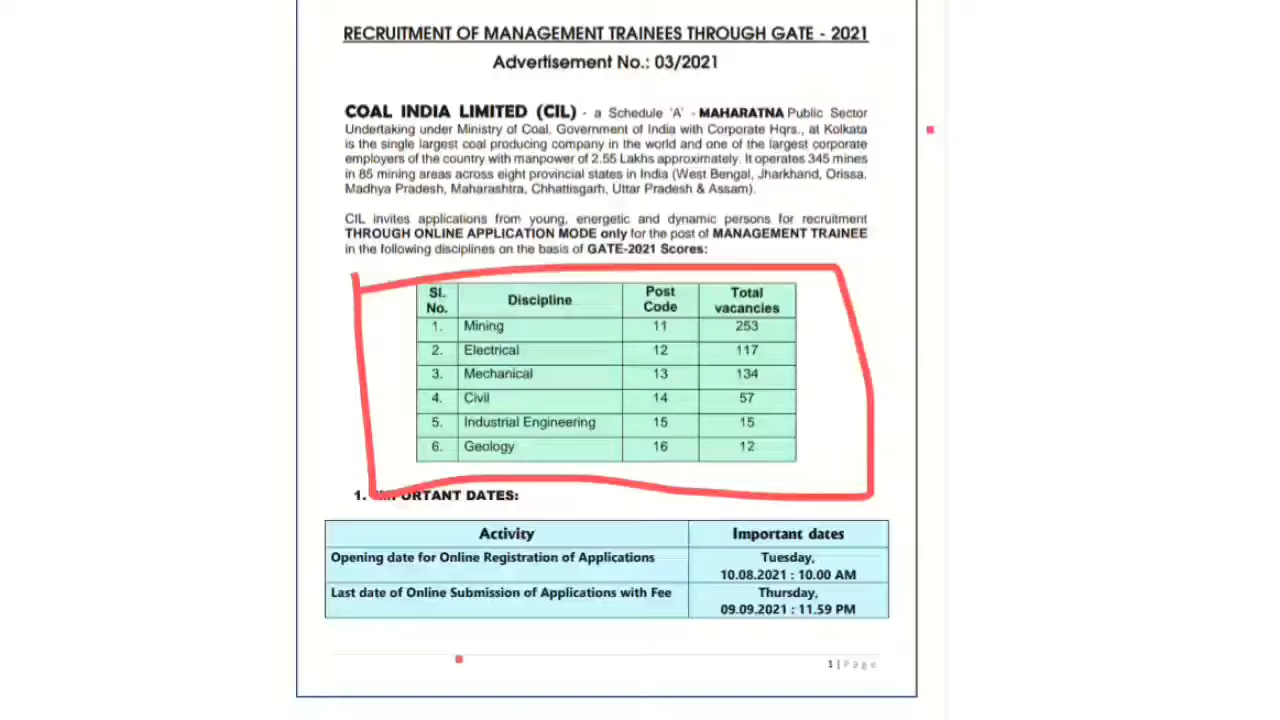 RECRUITMENT OF MANAGEMENT TRAINEES THROUGH GATE - 2021
Advertisement No.: 03/2021
COAL INDIA LIMITED (CIL) - a Schedule 'A' - MAHARATNA Public Sector
Undertaking under Ministry of Coal, Government of India with Corporate Hqrs., at Kolkata
is the single largest coal producing company in the world and one of the largest corporate
employers of the country with manpower of 2.55 Lakhs approximately. It operates 345 mines
in 85 mining areas across eight provincial states in India (West Bengal, Jharkhand, Orissa,
Madhya Pradesh, Maharashtra, Chhattisgarh, Uttar Pradesh & Assam).
CIL invites applications from young, energetic and dynamic persons for recruitment
THROUGH ONLINE APPLICATION MODE only for the post of MANAGEMENT TRAINEE
in the following disciplines on the basis of GATE-2021 Scores:
Sl. No. Discipline Post Code Total vacancies
1. Mining 11 253
2. Electrical 12 117
3. Mechanical 13 134
4. Civil 14 57
5. Industrial Engineering 15 15
6. Geology 16 12
1. IMPORTANT DATES:
Activity Important dates
Opening date for Online Registration of Applications Tuesday, 10.08.2021 : 10.00 AM
Last date of Online Submission of Applications with Fee Thursday, 09.09.2021 : 11.59 PM
1 | Page